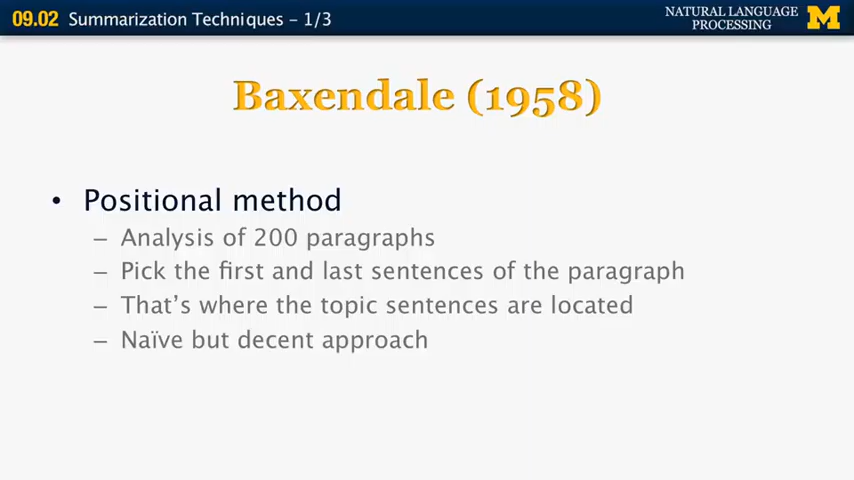 09.02 Summarization Techniques – 1/3
NATURAL LANGUAGE
PROCESSING
M
Baxendale (1958)
• Positional method
– Analysis of 200 paragraphs
– Pick the first and last sentences of the paragraph
– That’s where the topic sentences are located
– Naïve but decent approach